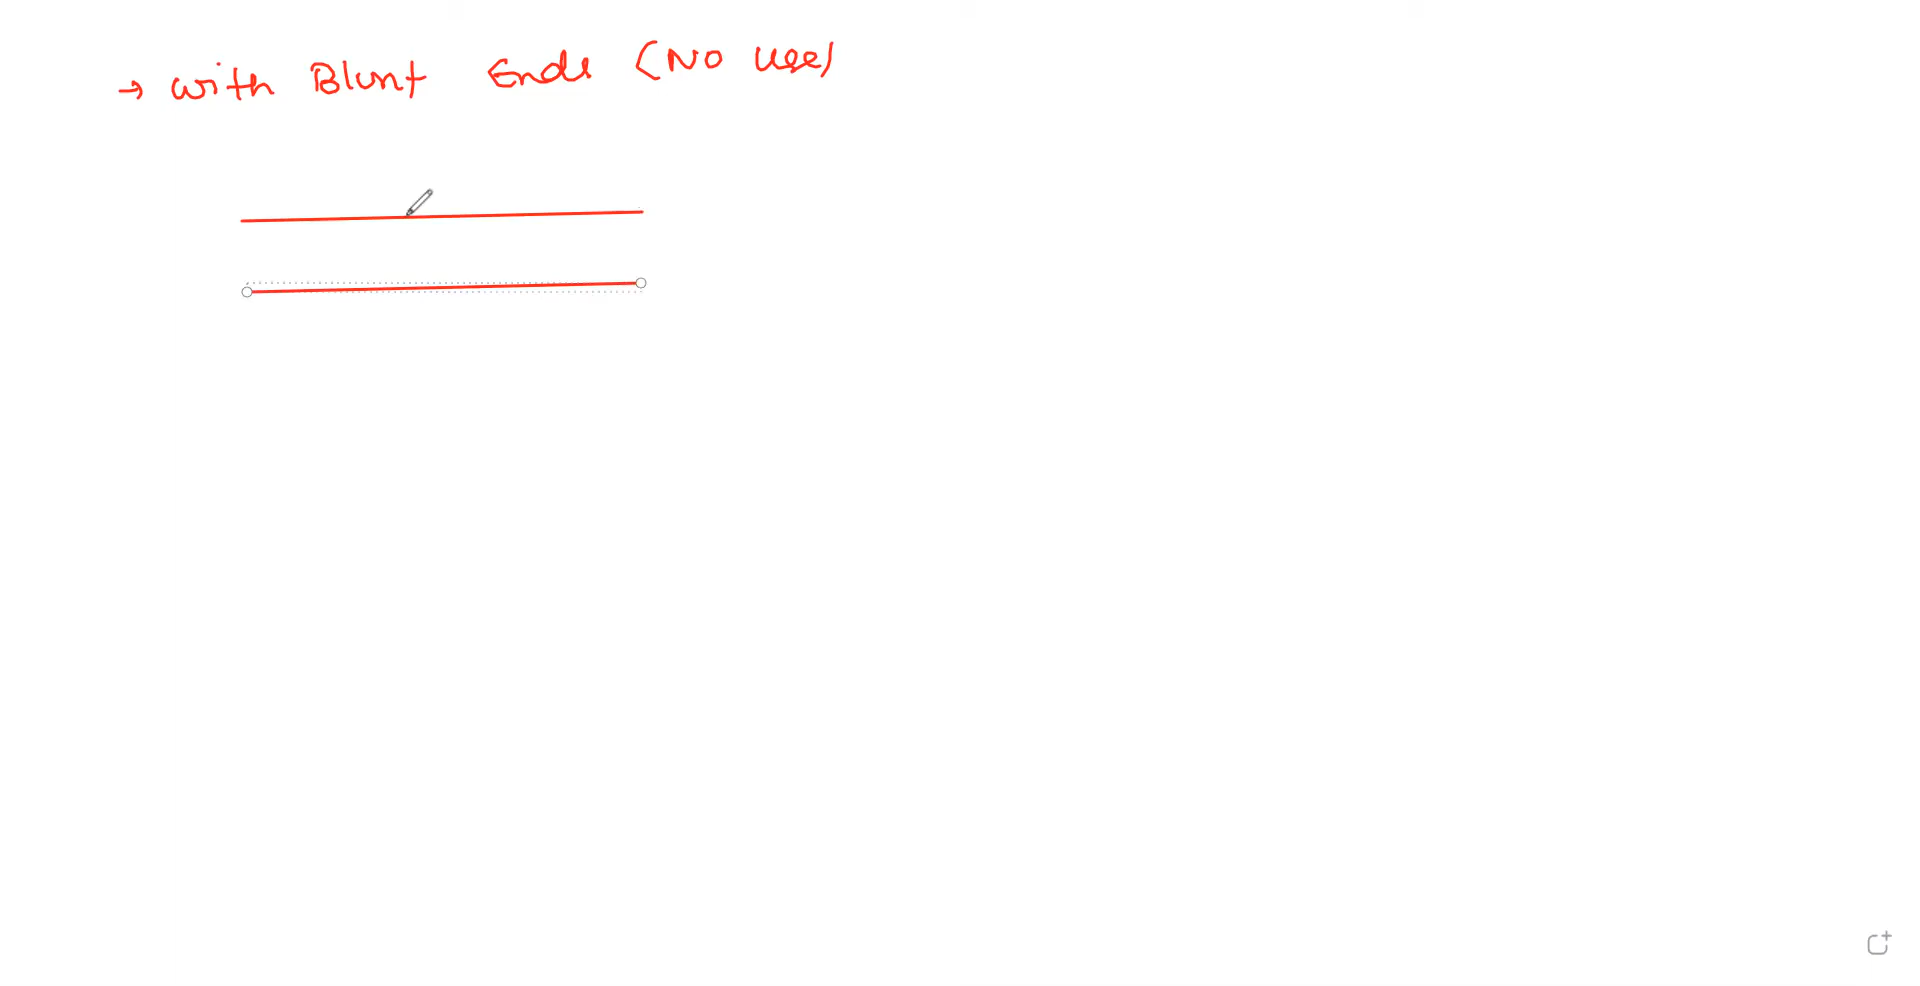 → with Blunt Ends (No use)